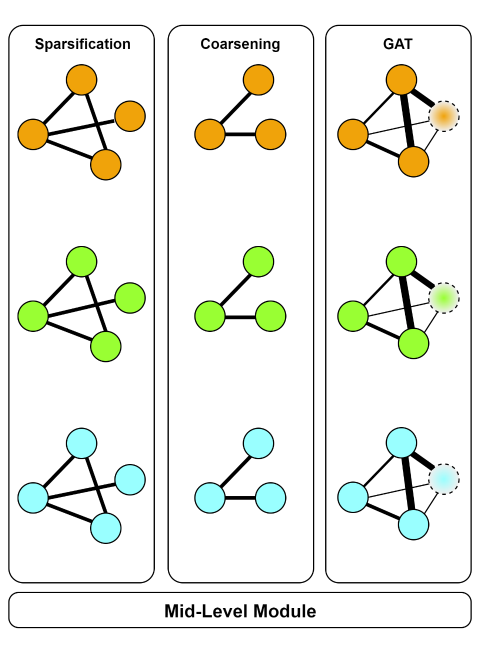 Sparsification
Coarsening
GAT
Mid-Level Module